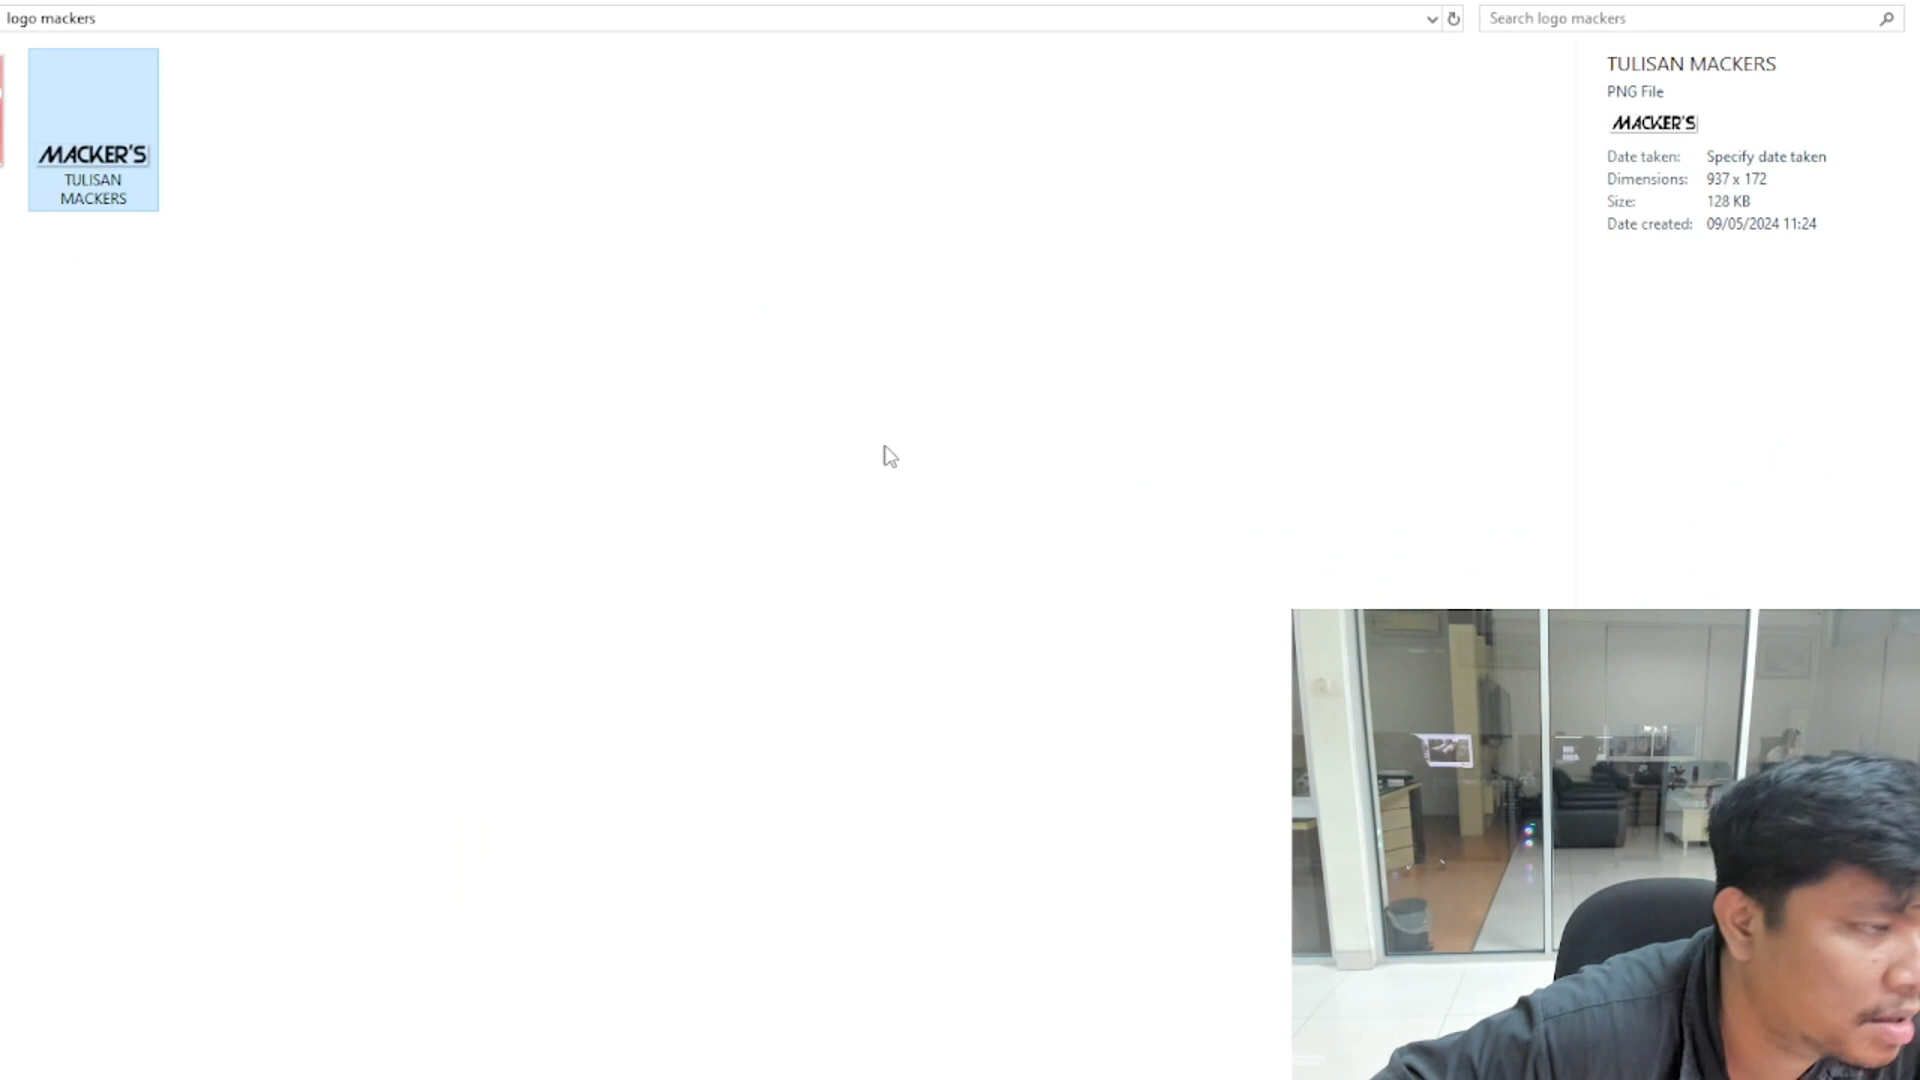 logo mackers
Search logo mackers
MACKER'S
TULISAN
MACKERS
TULISAN MACKERS
PNG File
MACKER'S
Date taken: Specify date taken
Dimensions: 937 x 172
Size: 128 KB
Date created: 09/05/2024 11:24